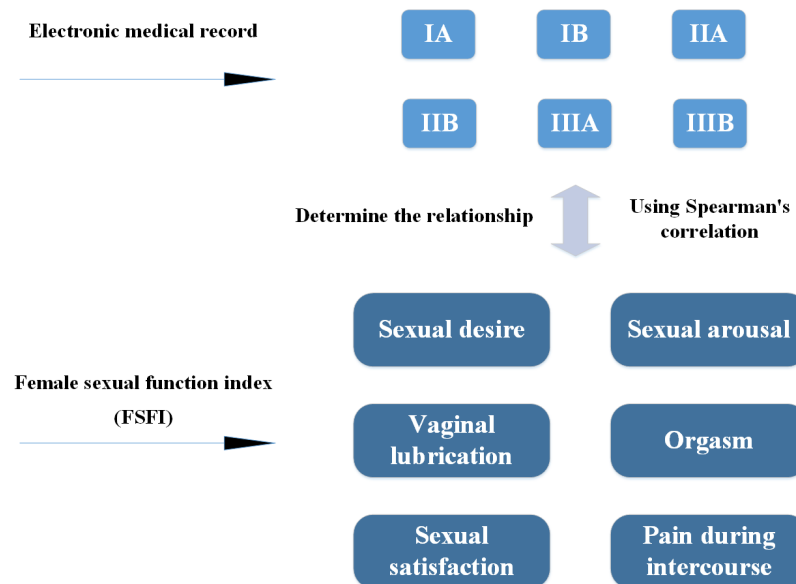 Electronic medical record
IA
IB
IIA
IIB
IIIA
IIIB
Determine the relationship
Using Spearman's
correlation
Sexual desire
Sexual arousal
Female sexual function index
(FSFI)
Vaginal
lubrication
Orgasm
Sexual
satisfaction
Pain during
intercourse